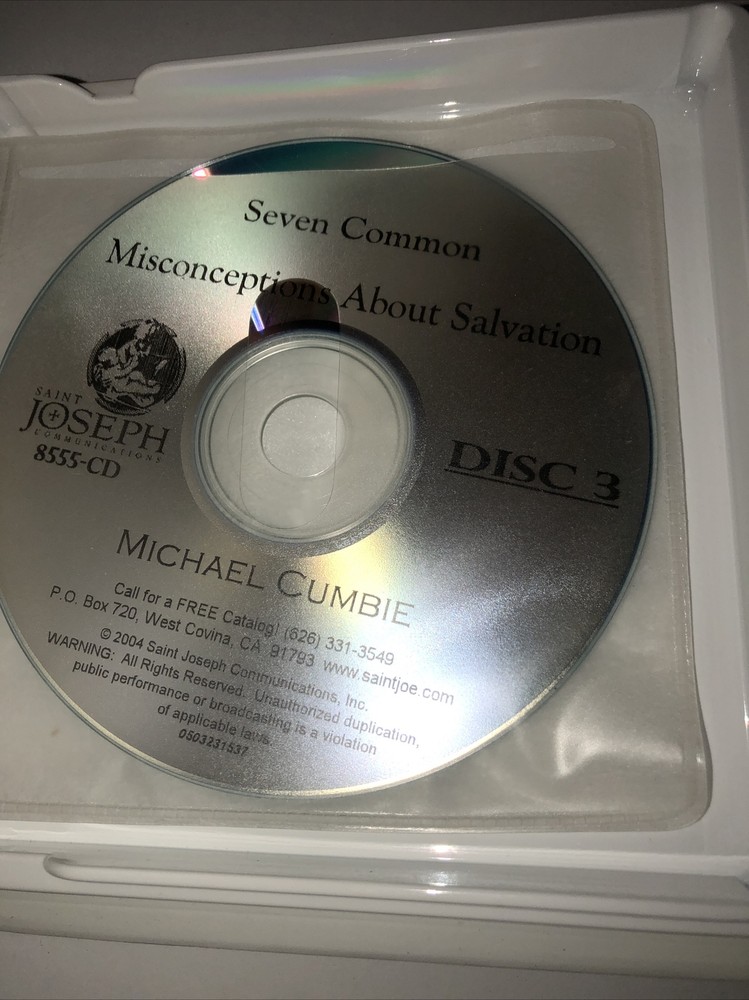 Seven Common
Misconceptions About Salvation
SAINT
JOSEPH
COMMUNICATIONS
8555-CD
DISC 3
MICHAEL CUMBIE
Call for a FREE Catalog! (626) 331-3549
P.O. Box 720, West Covina, CA 91793 www.saintjoe.com
© 2004 Saint Joseph Communications, Inc.
WARNING: All Rights Reserved. Unauthorized duplication,
public performance or broadcasting is a violation
of applicable laws.
0503231537